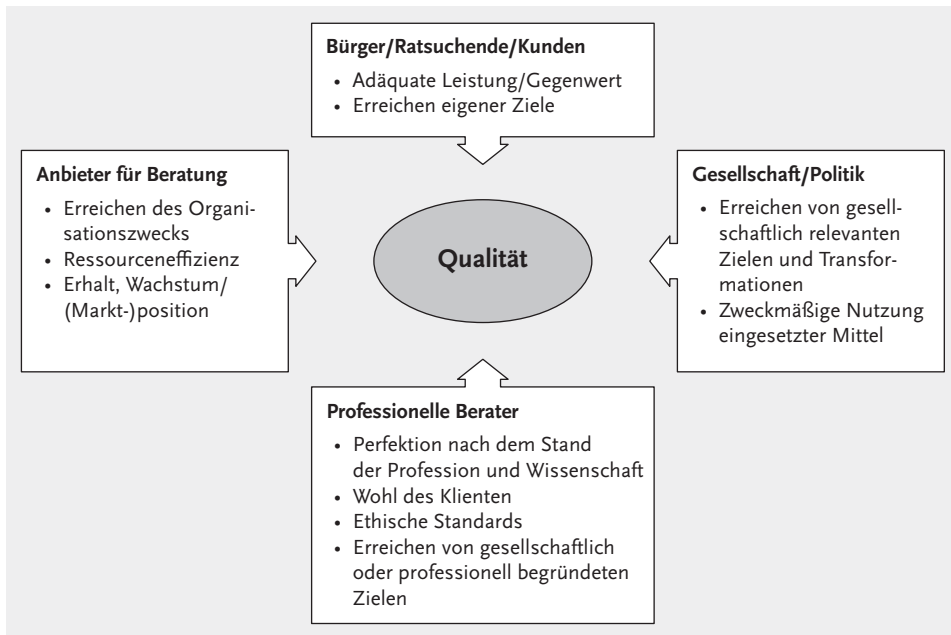 Bürger/Ratsuchende/Kunden
• Adäquate Leistung/Gegenwert
• Erreichen eigener Ziele
Anbieter für Beratung
• Erreichen des Organi-
sationszwecks
• Ressourceneffizienz
• Erhalt, Wachstum/
(Markt-)position
Qualität
Gesellschaft/Politik
• Erreichen von gesell-
schaftlich relevanten
Zielen und Transfor-
mationen
• Zweckmäßige Nutzung
eingesetzter Mittel
Professionelle Berater
• Perfektion nach dem Stand
der Profession und Wissenschaft
• Wohl des Klienten
• Ethische Standards
• Erreichen von gesellschaftlich
oder professionell begründeten
Zielen